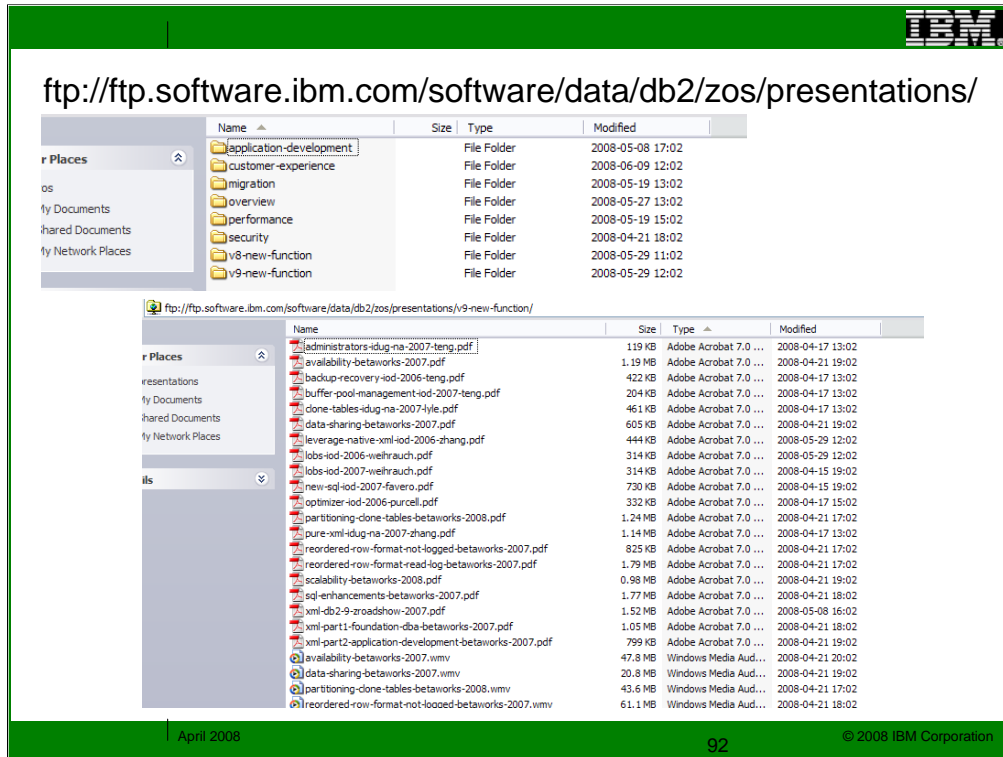 IBM
ftp://ftp.software.ibm.com/software/data/db2/zos/presentations/
Name Size Type Modified
r Places
os
My Documents
Shared Documents
My Network Places
application-development File Folder 2008-05-08 17:02
customer-experience File Folder 2008-06-09 12:02
migration File Folder 2008-05-19 13:02
overview File Folder 2008-05-27 13:02
performance File Folder 2008-05-19 15:02
security File Folder 2008-04-21 18:02
v8-new-function File Folder 2008-05-29 11:02
v9-new-function File Folder 2008-05-29 12:02
ftp://ftp.software.ibm.com/software/data/db2/zos/presentations/v9-new-function/
Name Size Type Modified
r Places
presentations
My Documents
Shared Documents
My Network Places
ils
administrators-idug-na-2007-teng.pdf 119 KB Adobe Acrobat 7.0 ... 2008-04-17 13:02
availability-betaworks-2007.pdf 1.19 MB Adobe Acrobat 7.0 ... 2008-04-21 19:02
backup-recovery-iod-2006-teng.pdf 422 KB Adobe Acrobat 7.0 ... 2008-04-17 13:02
buffer-pool-management-iod-2007-teng.pdf 204 KB Adobe Acrobat 7.0 ... 2008-04-17 13:02
clone-tables-idug-na-2007-lyle.pdf 461 KB Adobe Acrobat 7.0 ... 2008-04-17 13:02
data-sharing-betaworks-2007.pdf 605 KB Adobe Acrobat 7.0 ... 2008-04-21 19:02
leverage-native-xml-iod-2006-zhang.pdf 444 KB Adobe Acrobat 7.0 ... 2008-05-29 12:02
lobs-iod-2006-weihrauch.pdf 314 KB Adobe Acrobat 7.0 ... 2008-05-29 12:02
lobs-iod-2007-weihrauch.pdf 314 KB Adobe Acrobat 7.0 ... 2008-04-15 19:02
new-sql-iod-2007-favero.pdf 730 KB Adobe Acrobat 7.0 ... 2008-04-15 19:02
optimizer-iod-2006-purcell.pdf 332 KB Adobe Acrobat 7.0 ... 2008-04-17 15:02
partitioning-clone-tables-betaworks-2008.pdf 1.24 MB Adobe Acrobat 7.0 ... 2008-04-21 17:02
pure-xml-idug-na-2007-zhang.pdf 1.14 MB Adobe Acrobat 7.0 ... 2008-04-17 13:02
reordered-row-format-not-logged-betaworks-2007.pdf 825 KB Adobe Acrobat 7.0 ... 2008-04-21 17:02
reordered-row-format-read-log-betaworks-2007.pdf 1.79 MB Adobe Acrobat 7.0 ... 2008-04-21 17:02
scalability-betaworks-2008.pdf 0.98 MB Adobe Acrobat 7.0 ... 2008-04-21 19:02
sql-enhancements-betaworks-2007.pdf 1.77 MB Adobe Acrobat 7.0 ... 2008-04-21 18:02
xml-db2-9-zroadshow-2007.pdf 1.52 MB Adobe Acrobat 7.0 ... 2008-05-08 16:02
xml-part1-foundation-dba-betaworks-2007.pdf 1.05 MB Adobe Acrobat 7.0 ... 2008-04-21 18:02
xml-part2-application-development-betaworks-2007.pdf 799 KB Adobe Acrobat 7.0 ... 2008-04-21 19:02
availability-betaworks-2007.wmv 47.8 MB Windows Media Aud... 2008-04-21 20:02
data-sharing-betaworks-2007.wmv 20.8 MB Windows Media Aud... 2008-04-21 19:02
partitioning-clone-tables-betaworks-2008.wmv 43.6 MB Windows Media Aud... 2008-04-21 17:02
reordered-row-format-not-logged-betaworks-2007.wmv 61.1 MB Windows Media Aud... 2008-04-21 18:02
April 2008 92 © 2008 IBM Corporation